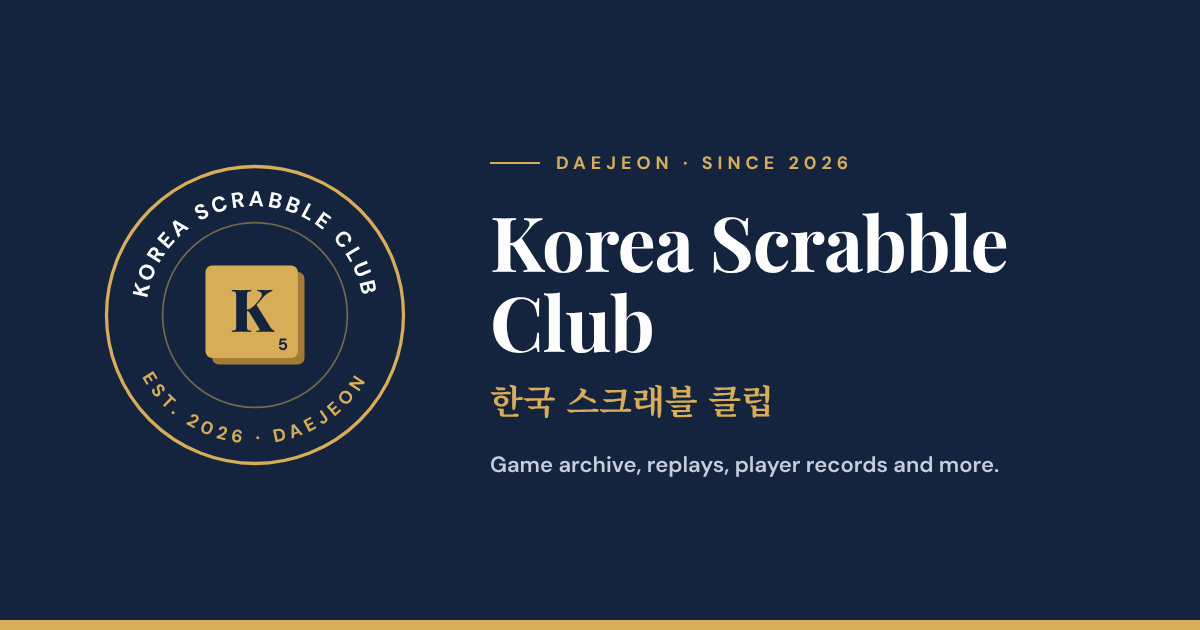 KOREA SCRABBLE CLUB
K
5
EST. 2026 · DAEJEON
DAEJEON · SINCE 2026
Korea Scrabble
Club
한국 스크래블 클럽
Game archive, replays, player records and more.